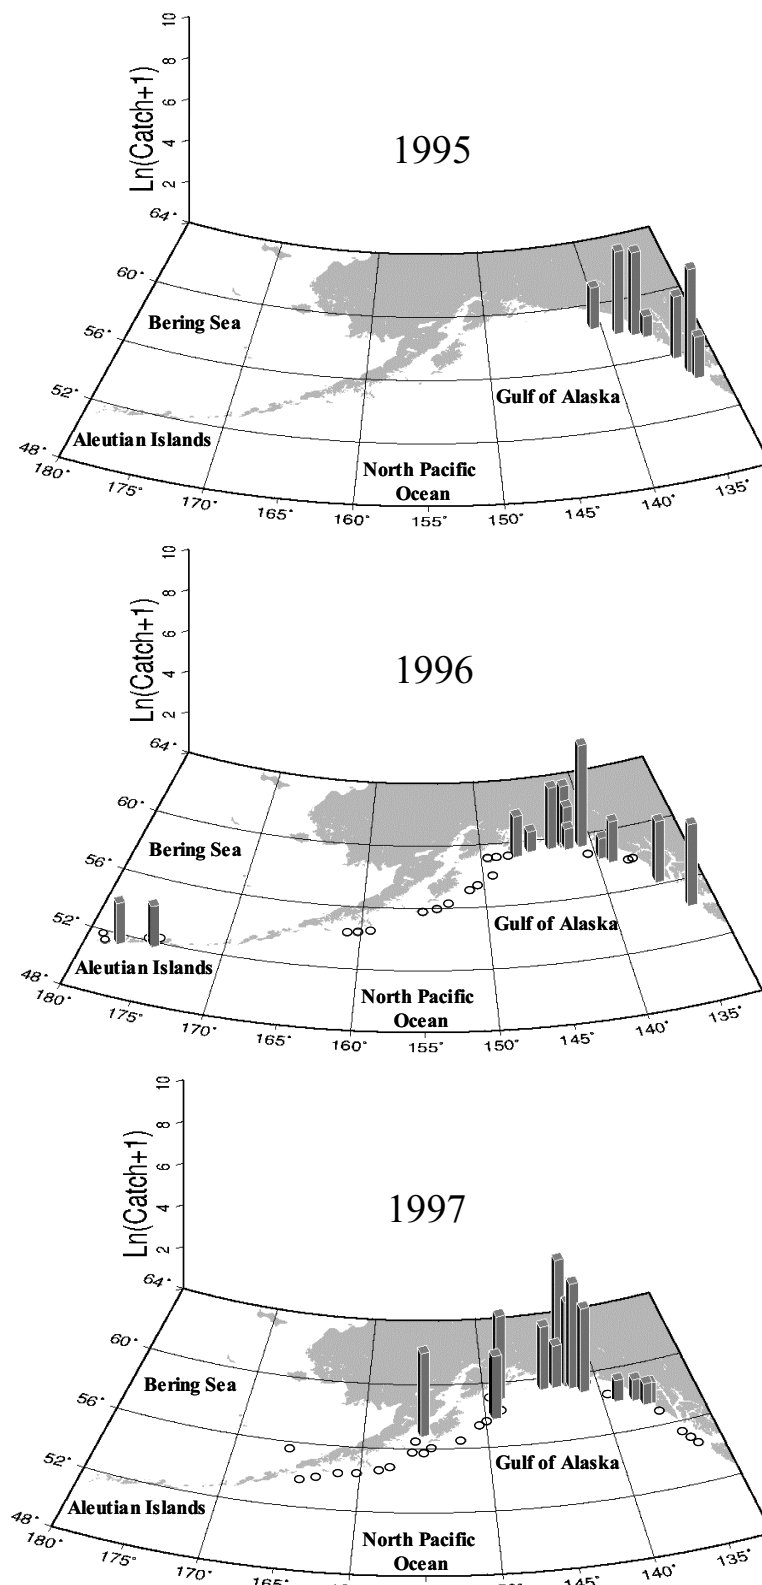 10
8
6
4
2
Ln(Catch+1)
1995
64°
60°
56°
52°
48°
Bering Sea
Gulf of Alaska
Aleutian Islands
North Pacific
Ocean
180° 175° 170° 165° 160° 155° 150° 145° 140° 135°
10
8
6
4
2
Ln(Catch+1)
1996
64°
60°
56°
52°
48°
Bering Sea
Gulf of Alaska
Aleutian Islands
North Pacific
Ocean
180° 175° 170° 165° 160° 155° 150° 145° 140° 135°
10
8
6
4
2
Ln(Catch+1)
1997
64°
60°
56°
52°
48°
Bering Sea
Gulf of Alaska
Aleutian Islands
North Pacific
Ocean
180° 175° 170° 165° 160° 155° 150° 145° 140° 135°